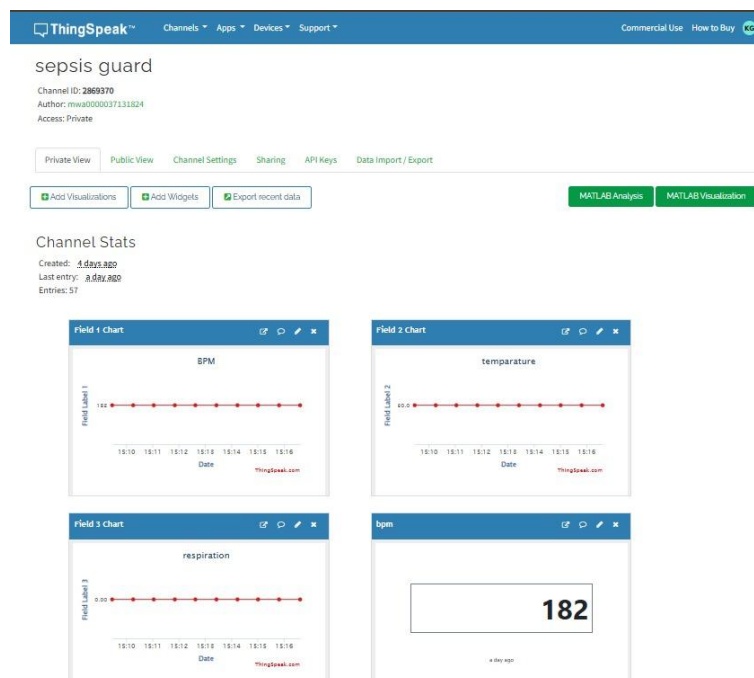 ThingSpeak™ Channels Apps Devices Support Commercial Use How to Buy KG
sepsis guard
Channel ID: 2869370
Author: mwa0000037131824
Access: Private
Private View Public View Channel Settings Sharing API Keys Data Import / Export
Add Visualizations Add Widgets Export recent data MATLAB Analysis MATLAB Visualization
Channel Stats
Created: 4 days ago
Last entry: a day ago
Entries: 57
Field 1 Chart
BPM
Field Label 1
15:10 15:11 15:12 15:13 15:14 15:15 15:16
Date
ThingSpeak.com
Field 2 Chart
temparature
Field Label 2
15:10 15:11 15:12 15:13 15:14 15:15 15:16
Date
ThingSpeak.com
Field 3 Chart
respiration
Field Label 3
0.00
15:10 15:11 15:12 15:13 15:14 15:15 15:16
Date
ThingSpeak.com
bpm
182
a day ago